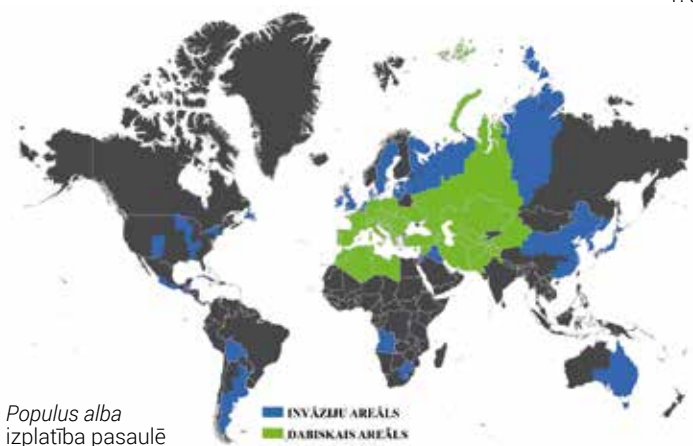 Populus alba
izplatība pasaulē
INVĀZIJU AREĀLS
DABISKAIS AREĀLS